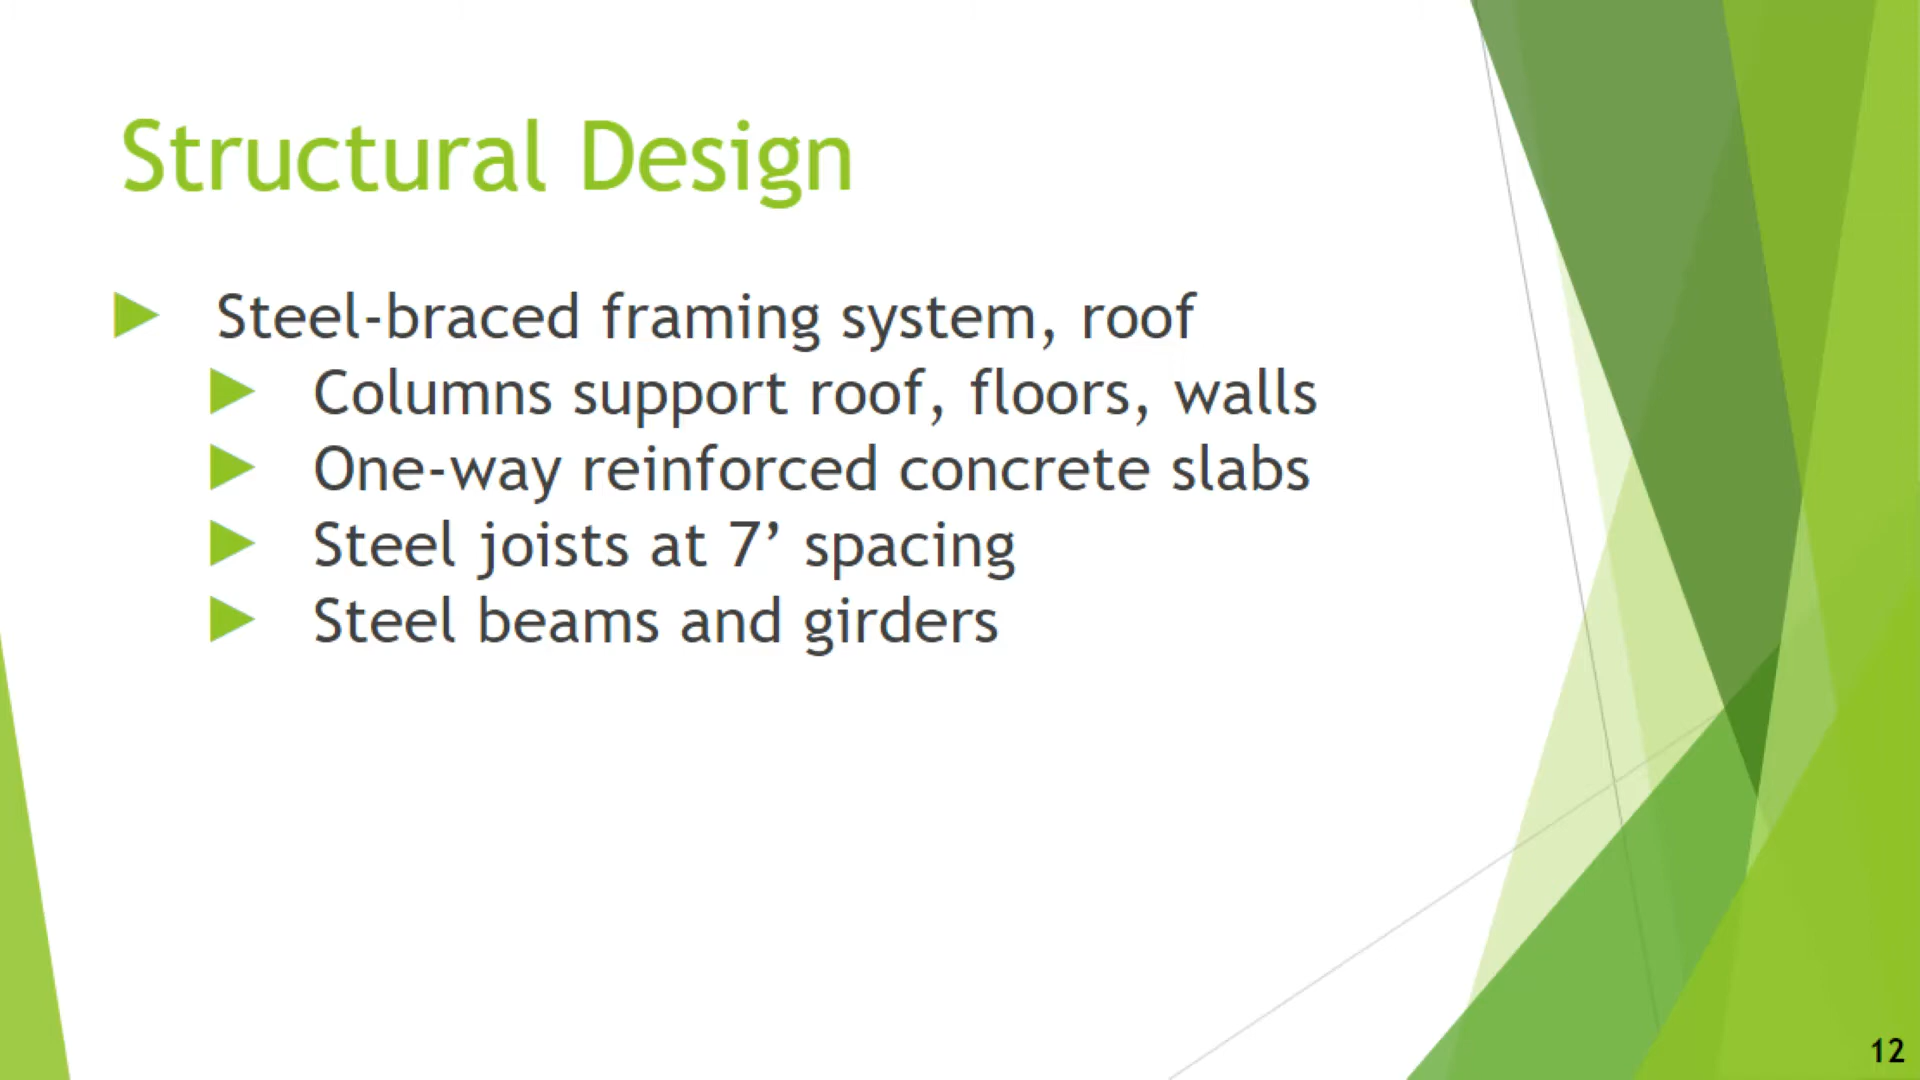 Structural Design
Steel-braced framing system, roof
Columns support roof, floors, walls
One-way reinforced concrete slabs
Steel joists at 7’ spacing
Steel beams and girders
12